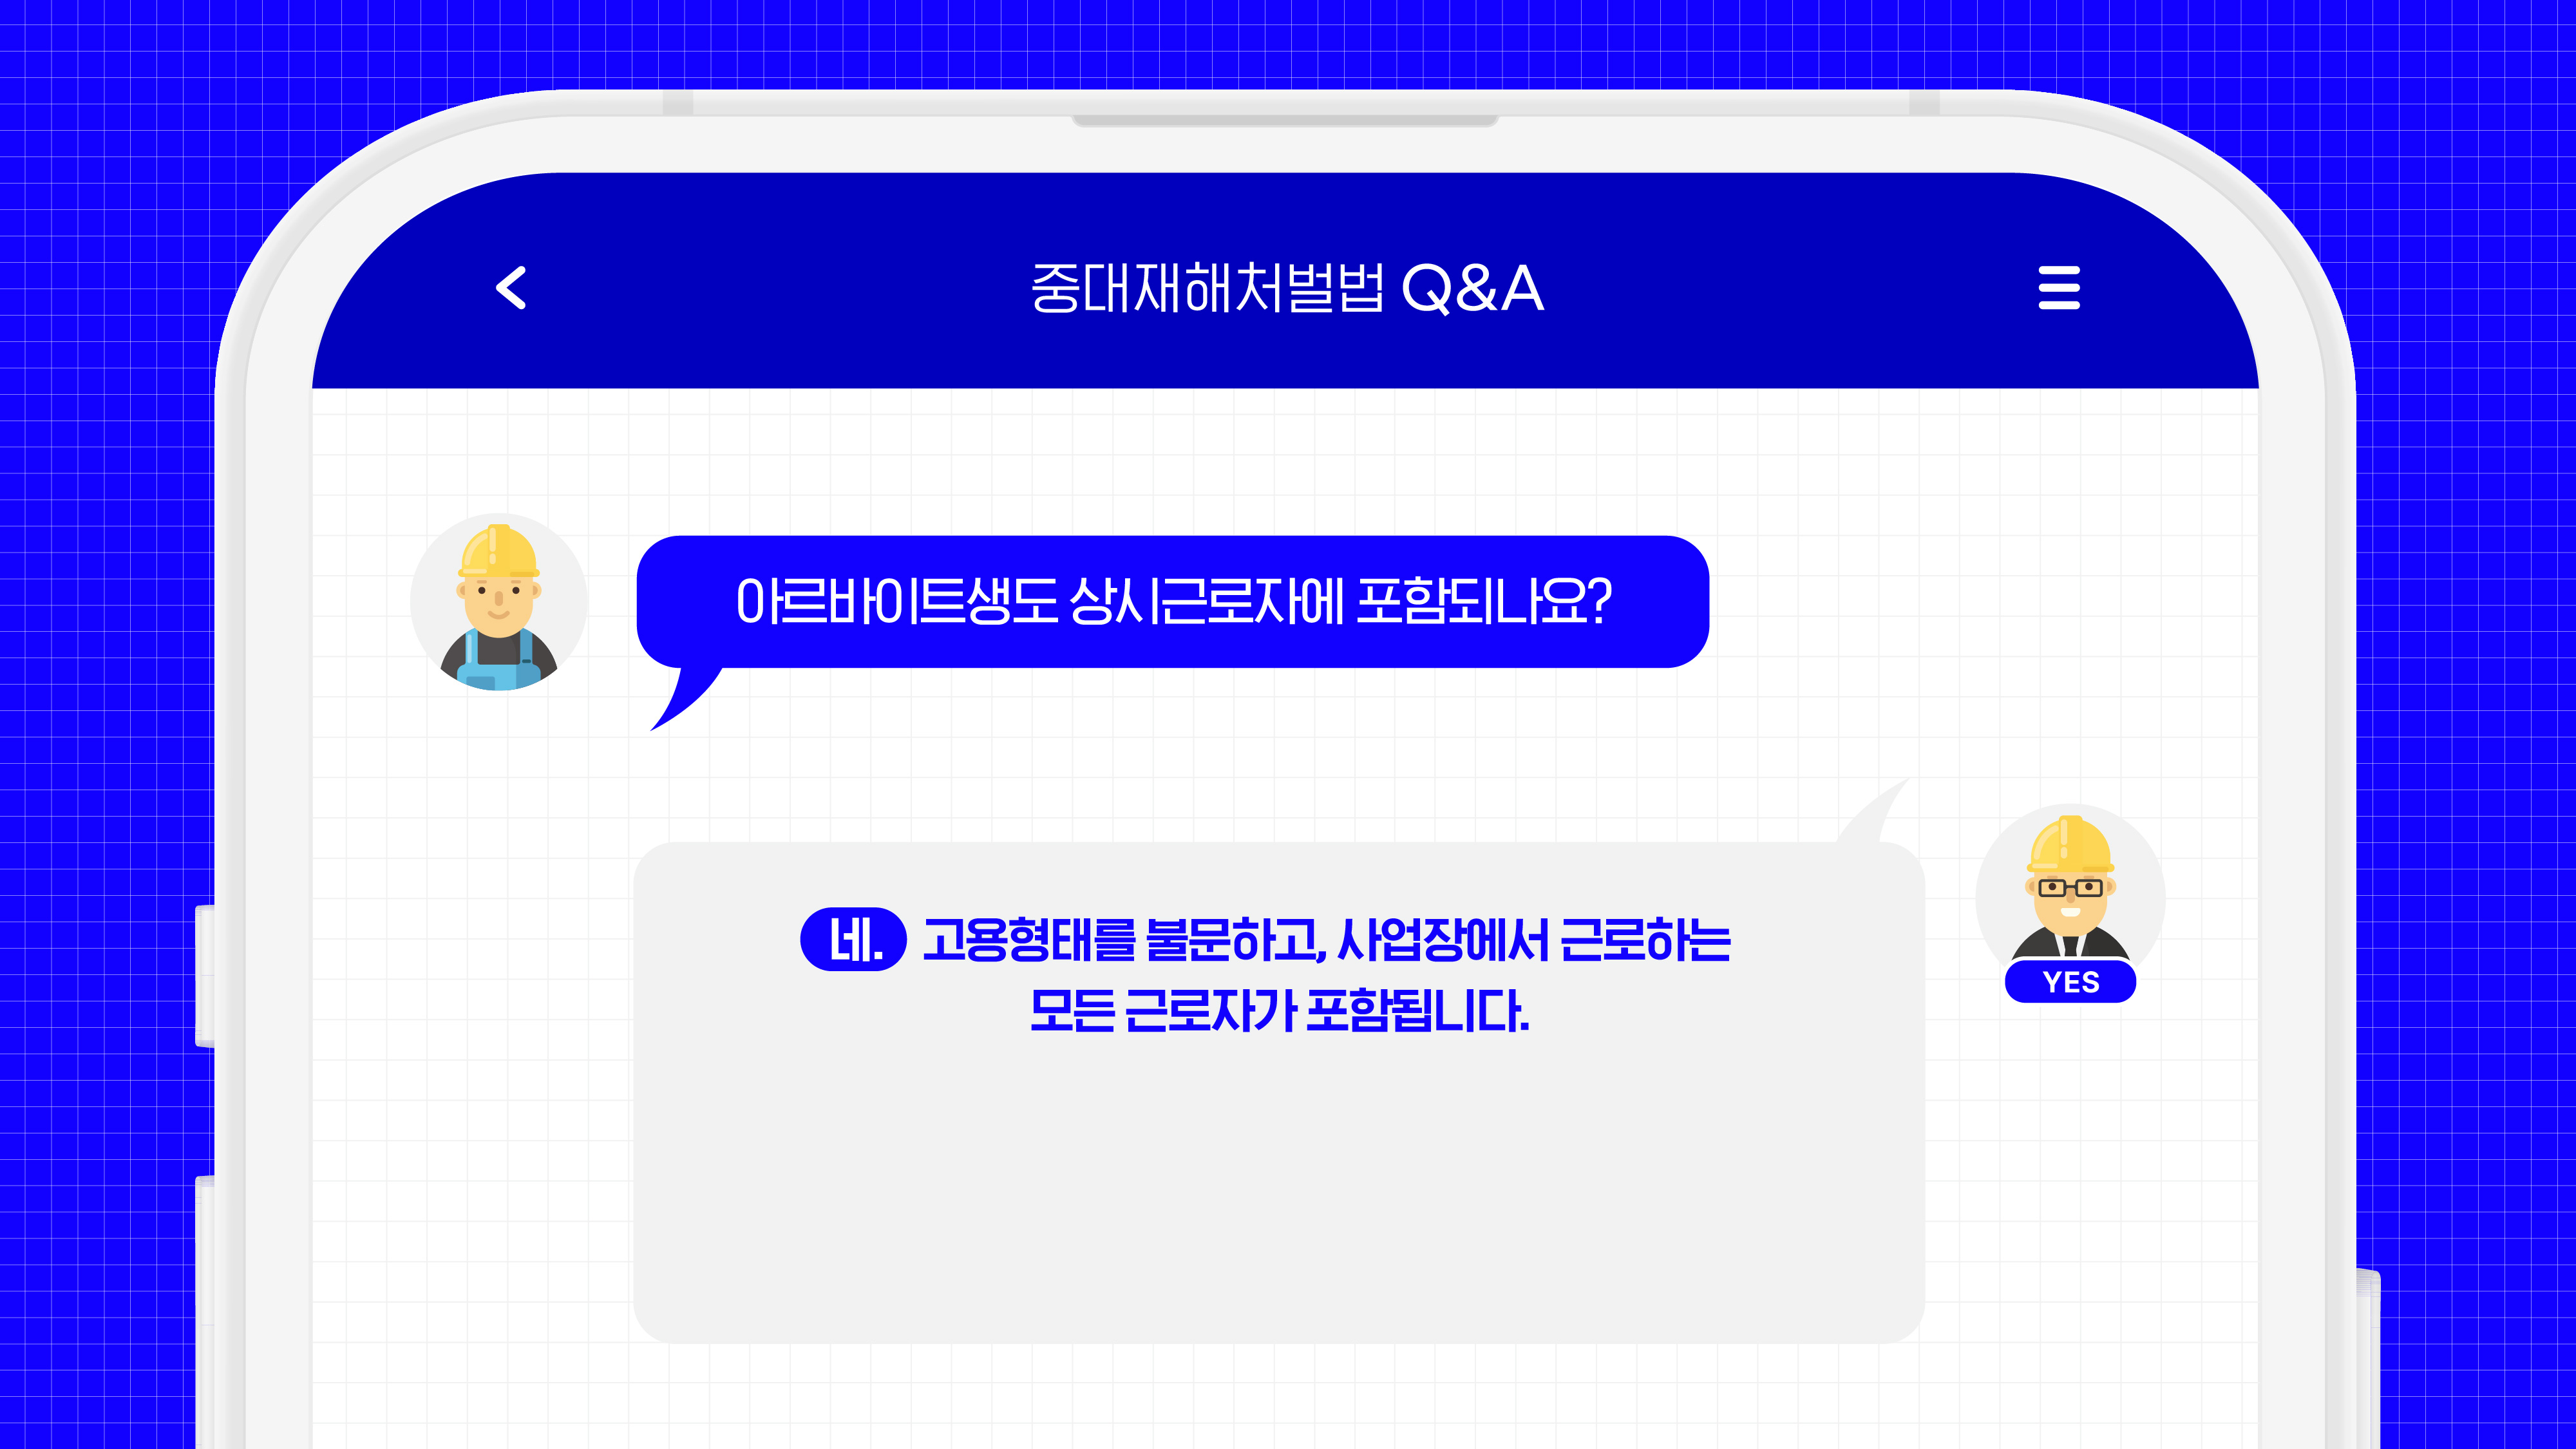 중대재해처벌법 Q&A
아르바이트생도 상시근로자에 포함되나요?
네. 고용형태를 불문하고, 사업장에서 근로하는
모든 근로자가 포함됩니다.
YES